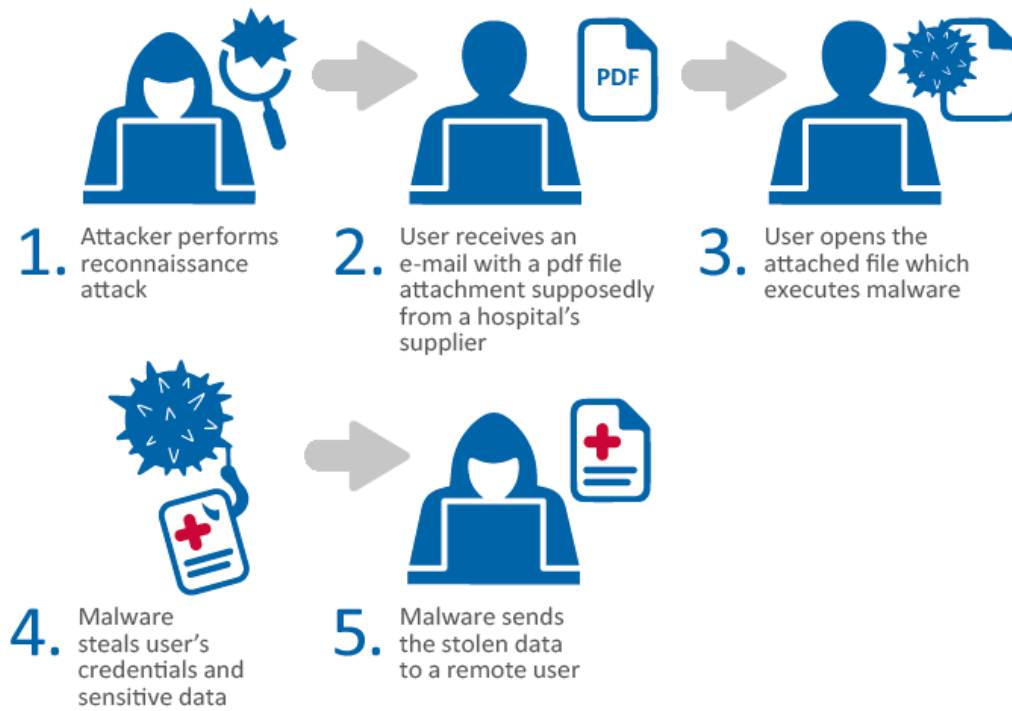 PDF
1. Attacker performs
reconnaissance
attack
2. User receives an
e-mail with a pdf file
attachment supposedly
from a hospital's
supplier
3. User opens the
attached file which
executes malware
4. Malware
steals user's
credentials and
sensitive data
5. Malware sends
the stolen data
to a remote user